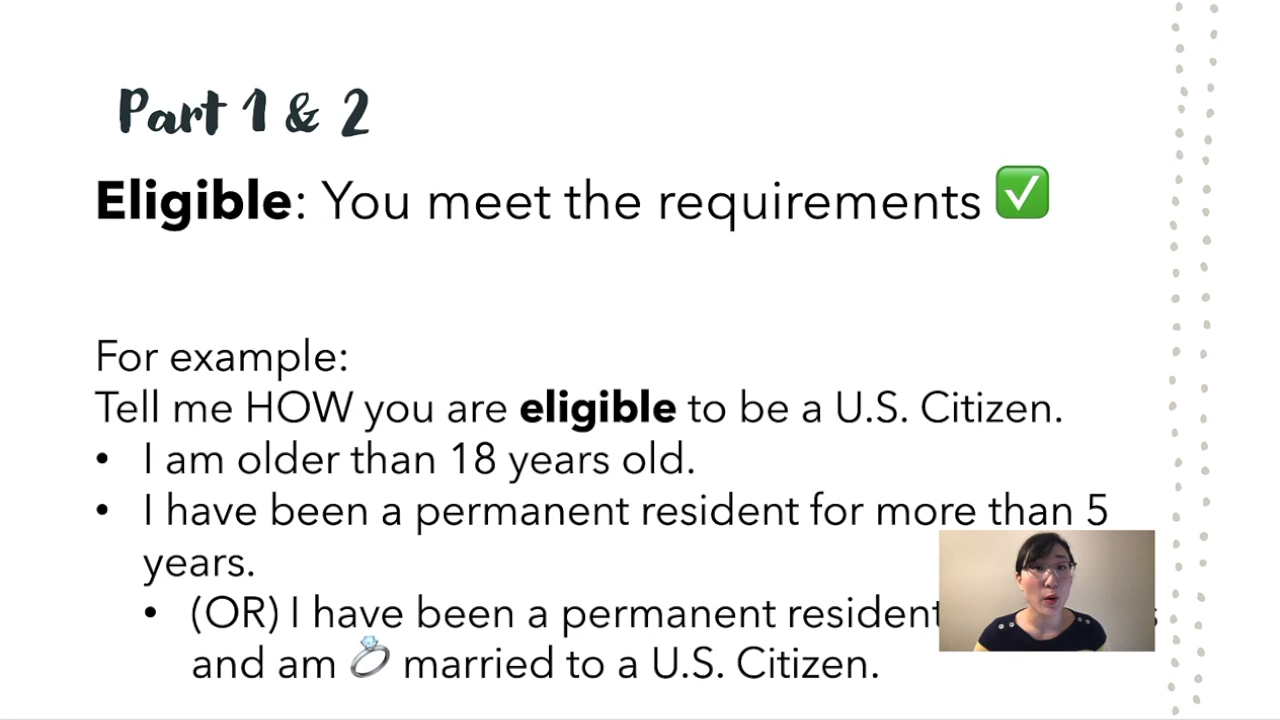 Part 1 & 2
Eligible: You meet the requirements ✅
For example:
Tell me HOW you are eligible to be a U.S. Citizen.
• I am older than 18 years old.
• I have been a permanent resident for more than 5
years.
• (OR) I have been a permanent resident
and am 💍 married to a U.S. Citizen.